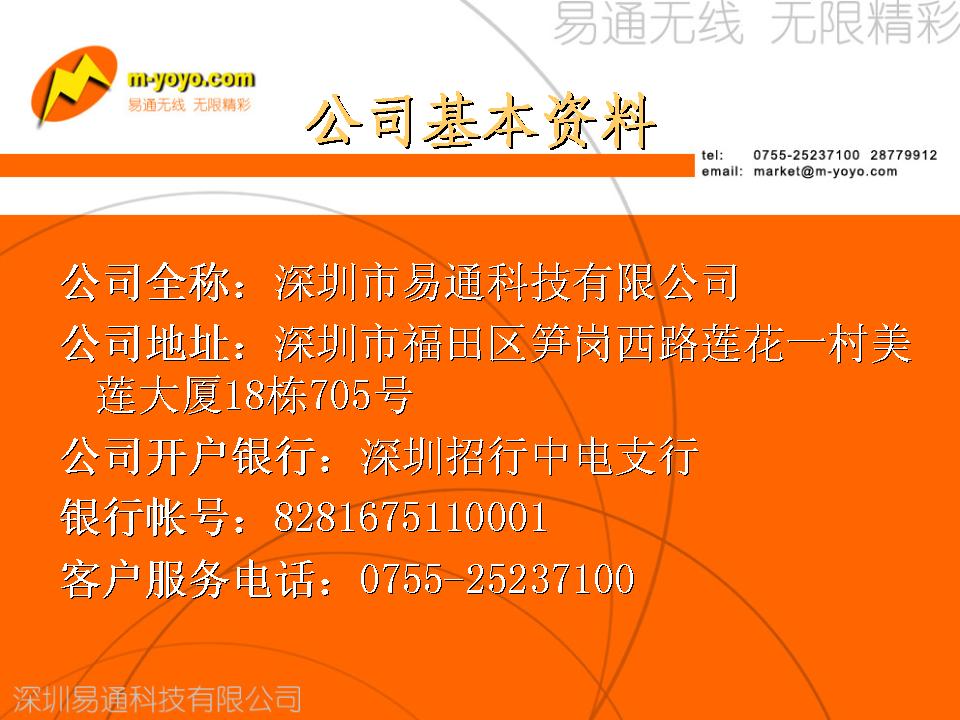 易通无线 无限精彩
m-yoyo.com
易通无线 无限精彩
公司基本资料
tel: 0755-25237100 28779912
email: market@m-yoyo.com
公司全称：深圳市易通科技有限公司
公司地址：深圳市福田区笋岗西路莲花一村美
莲大厦18栋705号
公司开户银行：深圳招行中电支行
银行帐号：8281675110001
客户服务电话：0755-25237100
深圳易通科技有限公司